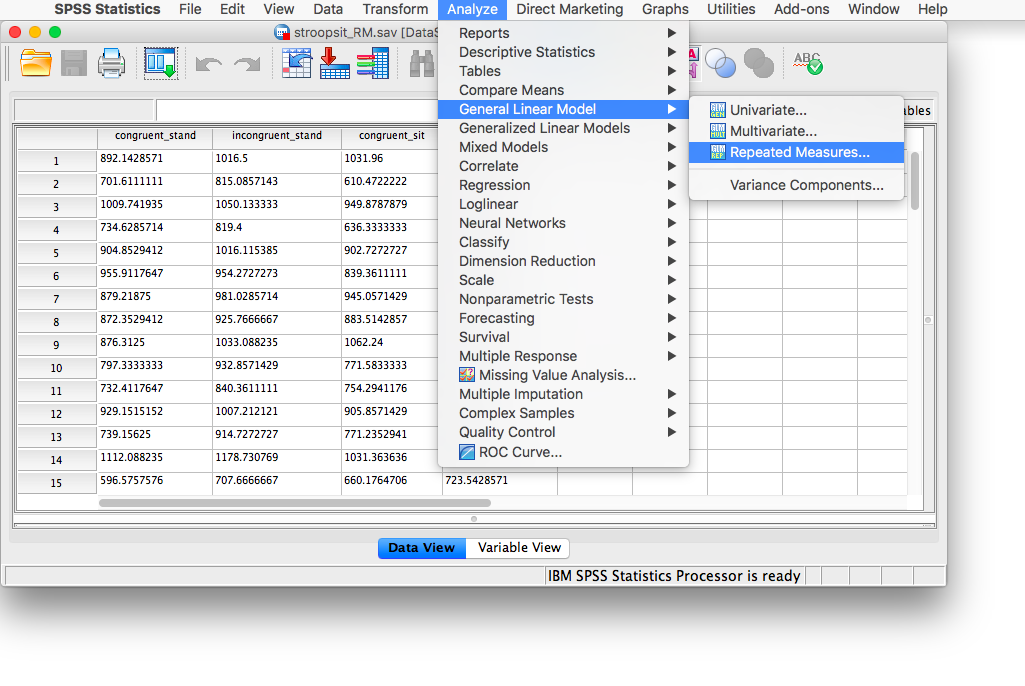 SPSS Statistics File Edit View Data Transform Analyze Direct Marketing Graphs Utilities Add-ons Window Help
stroopsit_RM.sav [DataS
Reports
Descriptive Statistics
Tables
Compare Means
General Linear Model
Generalized Linear Models
Mixed Models
Correlate
Regression
Loglinear
Neural Networks
Classify
Dimension Reduction
Scale
Nonparametric Tests
Forecasting
Survival
Multiple Response
Missing Value Analysis...
Multiple Imputation
Complex Samples
Quality Control
ROC Curve...
Univariate...
Multivariate...
Repeated Measures...
Variance Components...
ABC
ables
congruent_stand incongruent_stand congruent_sit
1 892.1428571 1016.5 1031.96
2 701.6111111 815.0857143 610.4722222
3 1009.741935 1050.133333 949.8787879
4 734.6285714 819.4 636.3333333
5 904.8529412 1016.115385 902.7272727
6 955.9117647 954.2727273 839.3611111
7 879.21875 981.0285714 945.0571429
8 872.3529412 925.7666667 883.5142857
9 876.3125 1033.088235 1062.24
10 797.3333333 932.8571429 771.5833333
11 732.4117647 840.3611111 754.2941176
12 929.1515152 1007.212121 905.8571429
13 739.15625 914.7272727 771.2352941
14 1112.088235 1178.730769 1031.363636
15 596.5757576 707.6666667 660.1764706 723.5428571
Data View Variable View
IBM SPSS Statistics Processor is ready